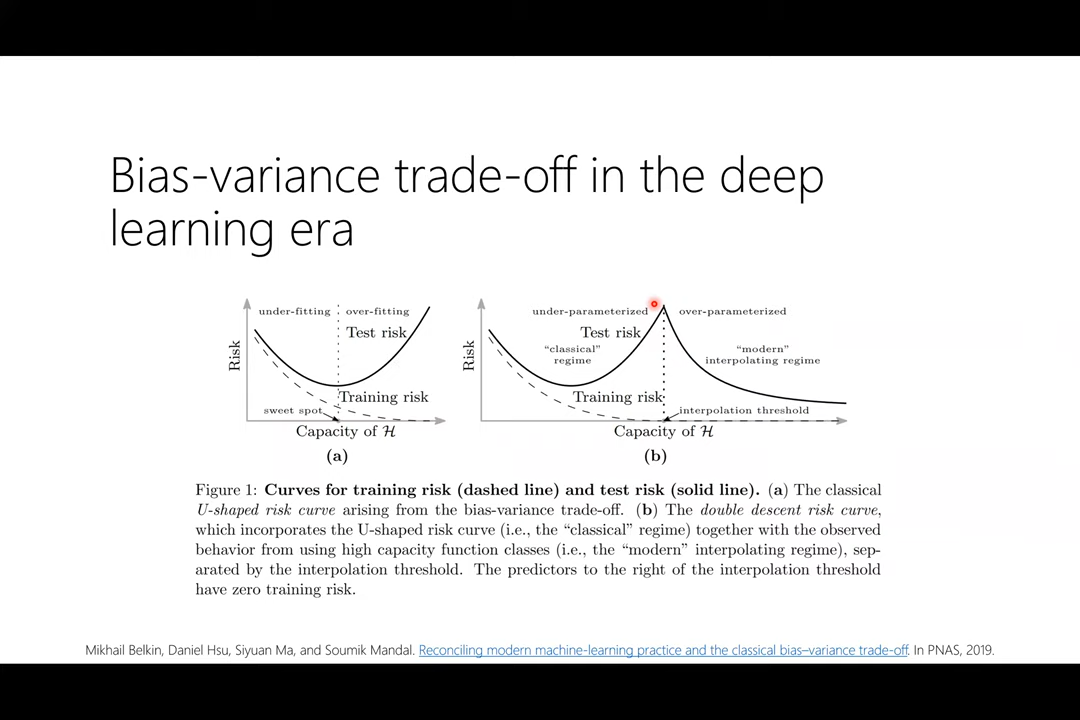 Bias-variance trade-off in the deep
learning era
under-fitting
over-fitting
Test risk
Risk
Training risk
sweet spot
Capacity of ℋ
(a)
under-parameterized
over-parameterized
Test risk
"classical"
regime
"modern"
interpolating regime
Risk
Training risk
interpolation threshold
Capacity of ℋ
(b)
Figure 1: Curves for training risk (dashed line) and test risk (solid line). (a) The classical
U-shaped risk curve arising from the bias-variance trade-off. (b) The double descent risk curve,
which incorporates the U-shaped risk curve (i.e., the "classical" regime) together with the observed
behavior from using high capacity function classes (i.e., the "modern" interpolating regime), sep-
arated by the interpolation threshold. The predictors to the right of the interpolation threshold
have zero training risk.
Mikhail Belkin, Daniel Hsu, Siyuan Ma, and Soumik Mandal. Reconciling modern machine-learning practice and the classical bias–variance trade-off. In PNAS, 2019.